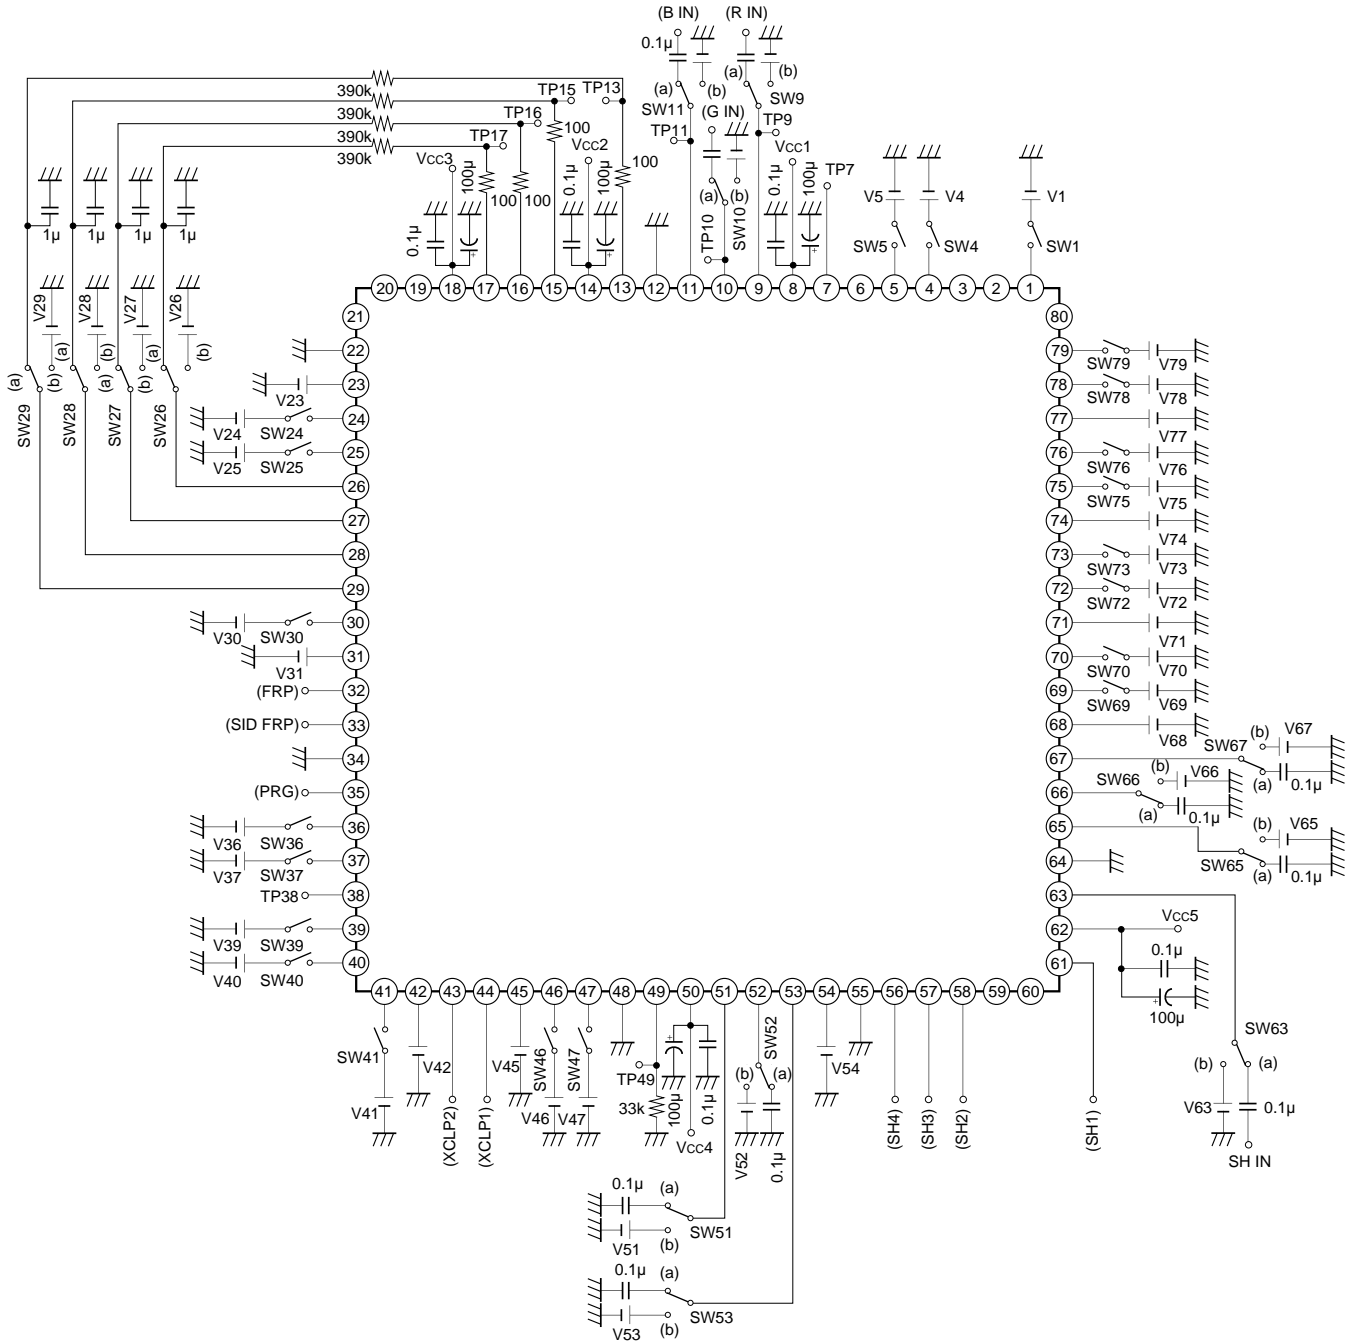 (B IN)
(R IN)
0.1µ
0.1µ
(a)
(b)
(a)
(b)
SW11
(G IN)
SW9
390k
390k
390k
390k
TP15
TP13
TP16
TP17
TP11
TP9
100
VCC3
100µ
100
100
VCC2
0.1µ
100µ
100
(a)
(b)
TP10
SW10
VCC1
0.1µ
100µ
TP7
V5
V4
V1
SW5
SW4
SW1
1µ
1µ
1µ
1µ
0.1µ
V29
V28
V27
V26
(a)
(b)
(a)
(b)
(a)
(b)
(a)
(b)
SW29
SW28
SW27
SW26
20
19
18
17
16
15
14
13
12
11
10
9
8
7
6
5
4
3
2
1
21
22
23
V23
24
V24
SW24
25
V25
SW25
26
27
28
29
30
V30
SW30
31
V31
(FRP)
32
(SID FRP)
33
34
(PRG)
35
36
V36
SW36
37
V37
SW37
TP38
38
39
V39
SW39
40
V40
SW40
80
79
SW79
V79
78
SW78
V78
77
V77
76
SW76
V76
75
SW75
V75
74
V74
73
SW73
V73
72
SW72
V72
71
V71
70
SW70
V70
69
SW69
V69
68
V68
67
SW67
(b)
V67
(a)
0.1µ
66
SW66
(b)
V66
(a)
0.1µ
65
SW65
(b)
V65
(a)
0.1µ
64
63
62
VCC5
61
0.1µ
100µ
SW63
(b)
(a)
V63
0.1µ
SH IN
41
42
43
44
45
46
47
48
49
50
51
52
53
54
55
56
57
58
59
60
SW41
V41
V42
(XCLP2)
(XCLP1)
V45
SW46
V46
SW47
V47
TP49
33k
100µ
0.1µ
VCC4
SW52
(b)
(a)
V52
0.1µ
V54
(SH4)
(SH3)
(SH2)
(SH1)
0.1µ
(a)
SW51
V51
(b)
0.1µ
(a)
SW53
V53
(b)